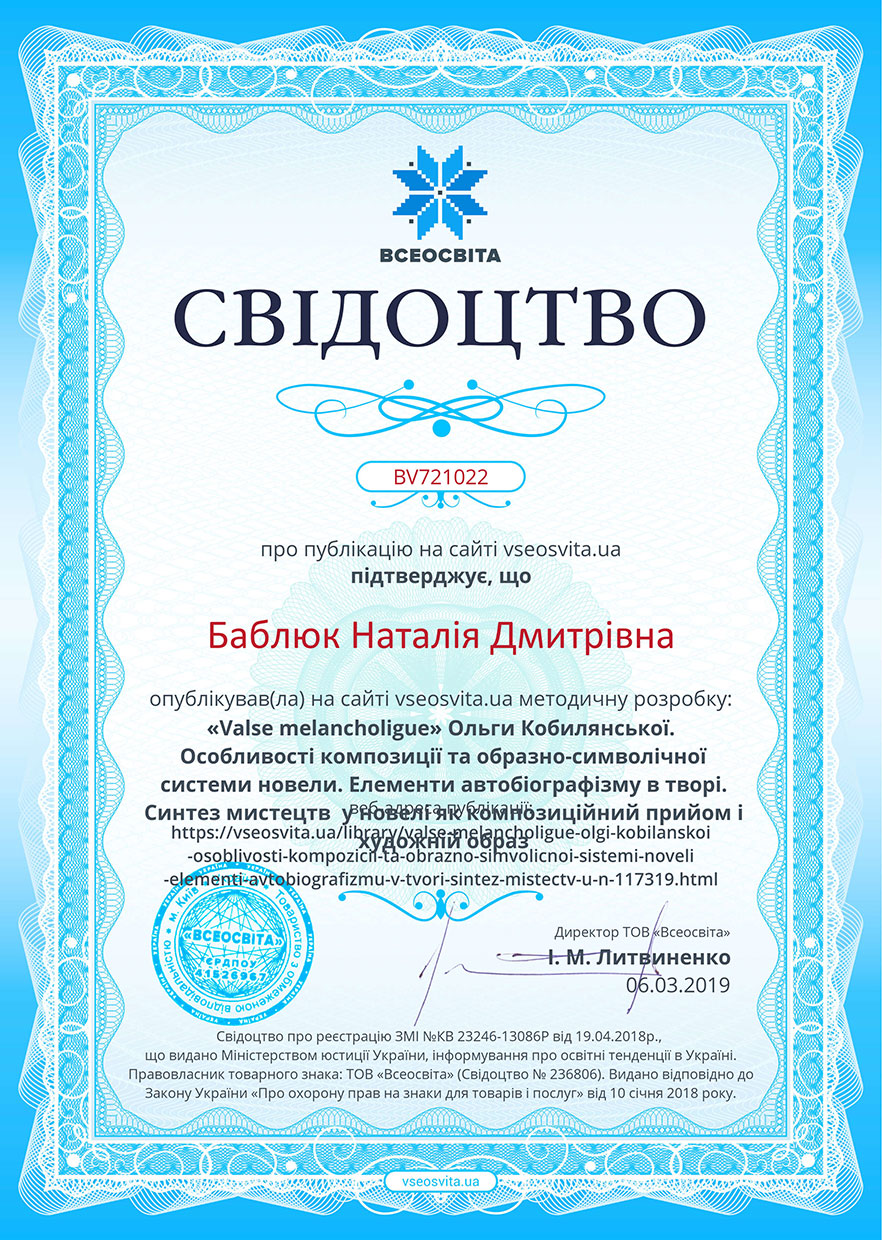 ВСЕОСВІТА
СВІДОЦТВО
BV721022
про публікацію на сайті vseosvita.ua
підтверджує, що
Баблюк Наталія Дмитрівна
опублікував(ла) на сайті vseosvita.ua методичну розробку:
«Valse melancholigue» Ольги Кобилянської.
Особливості композиції та образно-символічної
системи новели. Елементи автобіографізму в творі.
Синтез мистецтв у новелі як композиційний прийом і
художній образ
веб-адреса публікації:
https://vseosvita.ua/library/valse-melancholigue-olgi-kobilanskoi
-osoblivosti-kompozicii-ta-obrazno-simvolicnoi-sistemi-noveli
-elementi-avtobiografizmu-v-tvori-sintez-mistectv-u-n-117319.html
Товариство з обмеженою відповідальністю
м. Київ
УКРАЇНА
«ВСЕОСВІТА»
ЄРДПОУ
41526967
Директор ТОВ «Всеосвіта»
І. М. Литвиненко
06.03.2019
Свідоцтво про реєстрацію ЗМІ №КВ 23246-13086Р від 19.04.2018р.,
що видано Міністерством юстиції України, інформування про освітні тенденції в Україні.
Правовласник товарного знака: ТОВ «Всеосвіта» (Свідоцтво № 236806). Видано відповідно до
Закону України «Про охорону прав на знаки для товарів і послуг» від 10 січня 2018 року.
vseosvita.ua